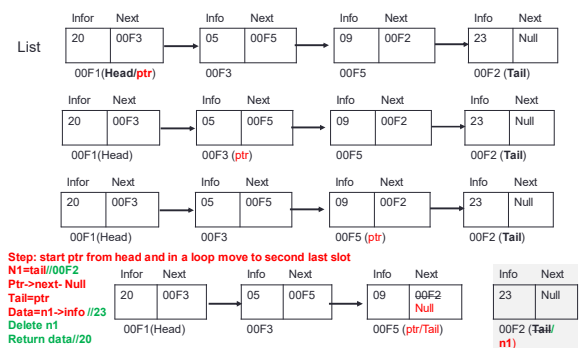 Infor Next Info Next Info Next Info Next
List 20 00F3 05 00F5 09 00F2 23 Null
00F1(Head/ptr) 00F3 00F5 00F2 (Tail)
Infor Next Info Next Info Next Info Next
20 00F3 05 00F5 09 00F2 23 Null
00F1(Head) 00F3 (ptr) 00F5 00F2 (Tail)
Infor Next Info Next Info Next Info Next
20 00F3 05 00F5 09 00F2 23 Null
00F1(Head) 00F3 00F5 (ptr) 00F2 (Tail)
Step: start ptr from head and in a loop move to second last slot
N1=tail//00F2
Ptr->next- Null
Tail=ptr
Data=n1->info //23
Delete n1
Return data//20
Infor Next Info Next Info Next Info Next
20 00F3 05 00F5 09 00F2 23 Null
Null
00F1(Head) 00F3 00F5 (ptr/Tail) 00F2 (Tail/
n1)